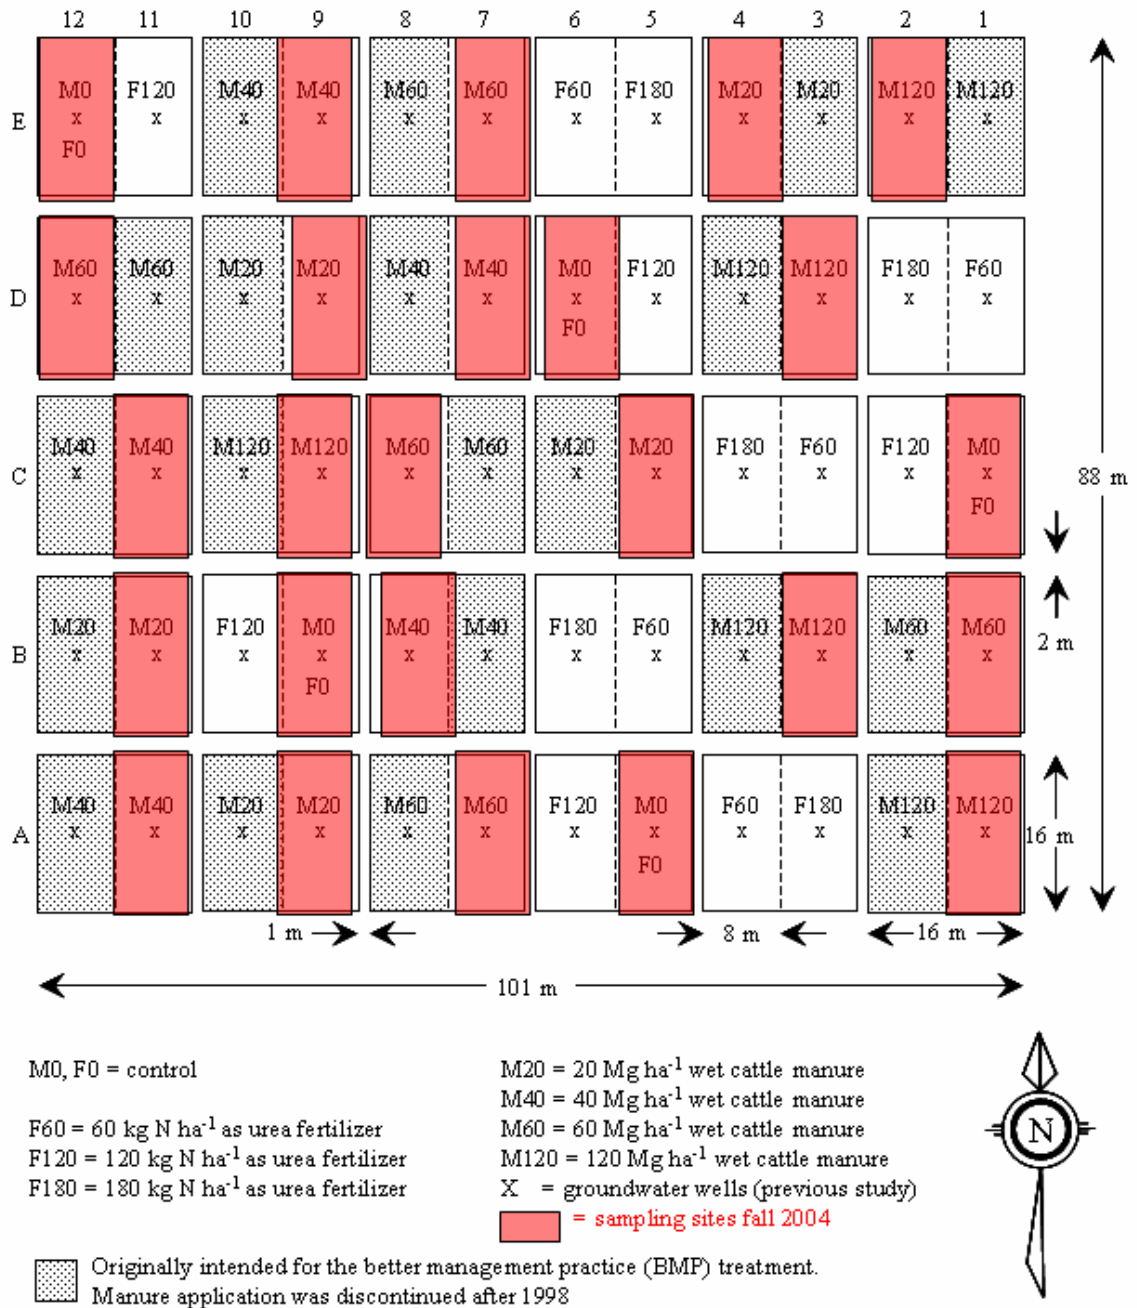 12 11 10 9 8 7 6 5 4 3 2 1
E
M0 F120 M40 M40 M60 M60 F60 F180 M20 M20 M120 M120
x x x x x x x x x x x x
F0
D
M60 M60 M20 M20 M40 M40 M0 F120 M120 M120 F180 F60
x x x x x x x x x x x x
F0
C
M40 M40 M120 M120 M60 M60 M20 M20 F180 F60 F120 M0
x x x x x x x x x x x x
F0
88 m
B
M20 M20 F120 M0 M40 M40 F180 F60 M120 M120 M60 M60
x x x x x x x x x x x x
F0
2 m
A
M40 M40 M20 M20 M60 M60 F120 M0 F60 F180 M120 M120
x x x x x x x x x x x x
F0
16 m
1 m 8 m 16 m
101 m
M0, F0 = control
F60 = 60 kg N ha⁻¹ as urea fertilizer
F120 = 120 kg N ha⁻¹ as urea fertilizer
F180 = 180 kg N ha⁻¹ as urea fertilizer
M20 = 20 Mg ha⁻¹ wet cattle manure
M40 = 40 Mg ha⁻¹ wet cattle manure
M60 = 60 Mg ha⁻¹ wet cattle manure
M120 = 120 Mg ha⁻¹ wet cattle manure
X = groundwater wells (previous study)
= sampling sites fall 2004
N
Originally intended for the better management practice (BMP) treatment.
Manure application was discontinued after 1998